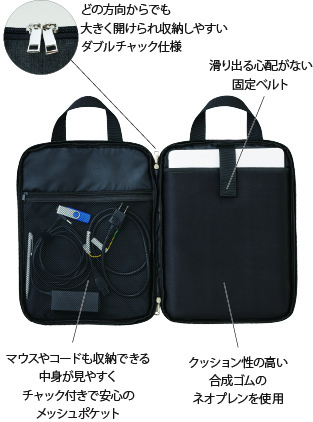 どの方向からでも
大きく開けられ収納しやすい
ダブルチャック仕様
滑り出る心配がない
固定ベルト
マウスやコードも収納できる
中身が見やすく
チャック付きで安心の
メッシュポケット
クッション性の高い
合成ゴムの
ネオプレンを使用